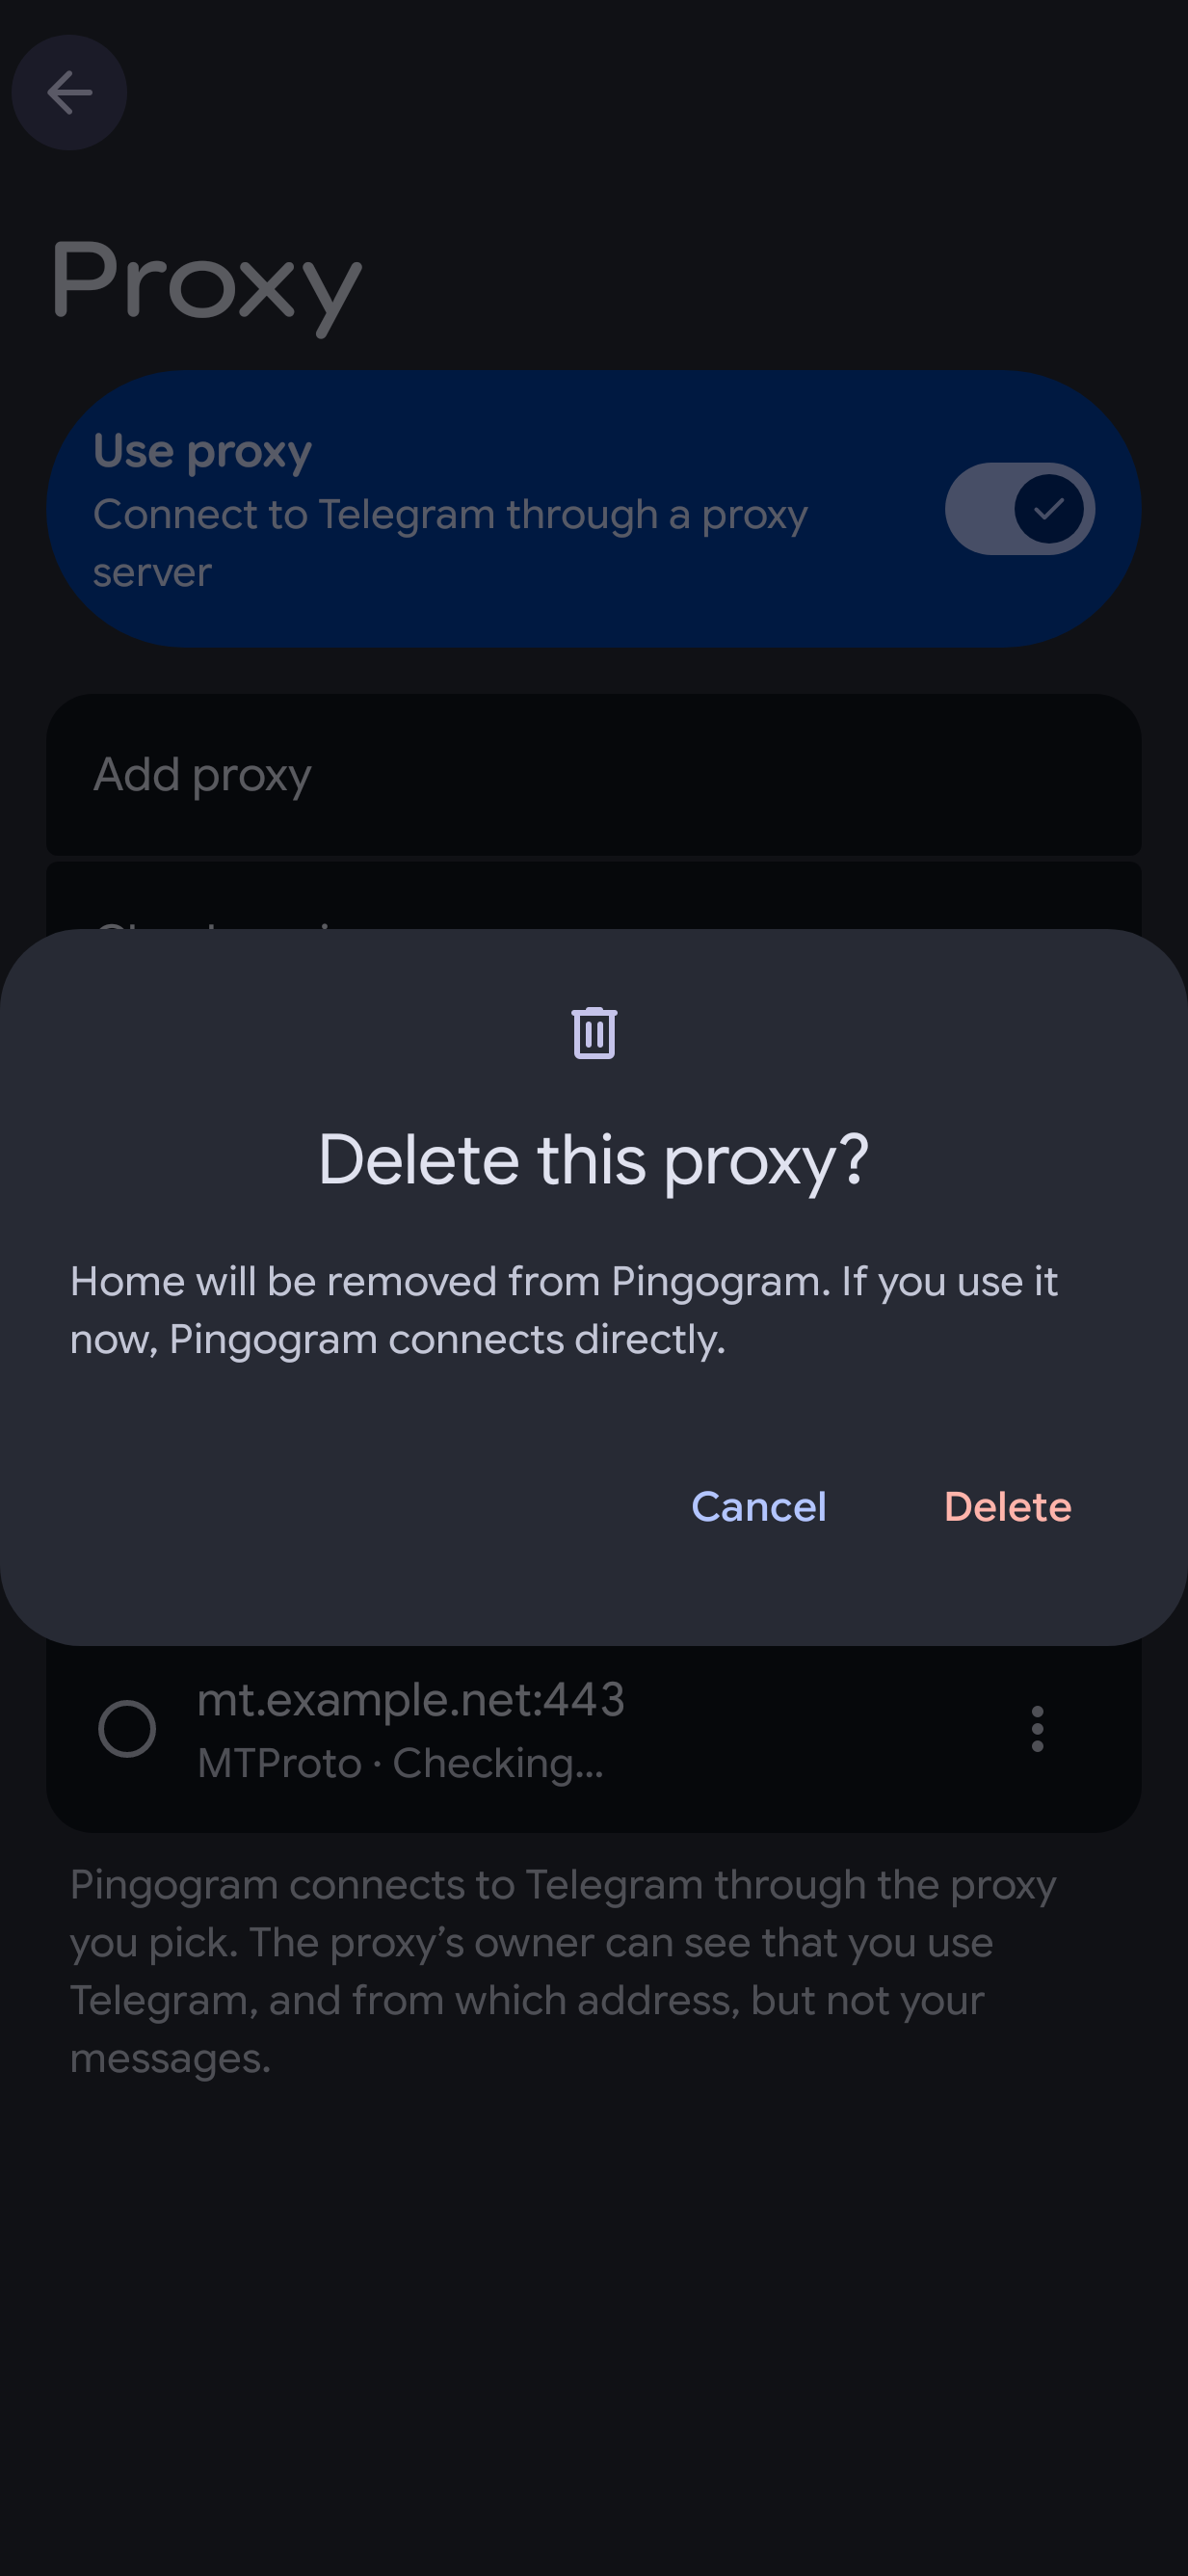 Proxy
Use proxy
Connect to Telegram through a proxy
server
Add proxy
Delete this proxy?
Home will be removed from Pingogram. If you use it
now, Pingogram connects directly.
Cancel
Delete
mt.example.net:443
MTProto · Checking…
Pingogram connects to Telegram through the proxy
you pick. The proxy’s owner can see that you use
Telegram, and from which address, but not your
messages.